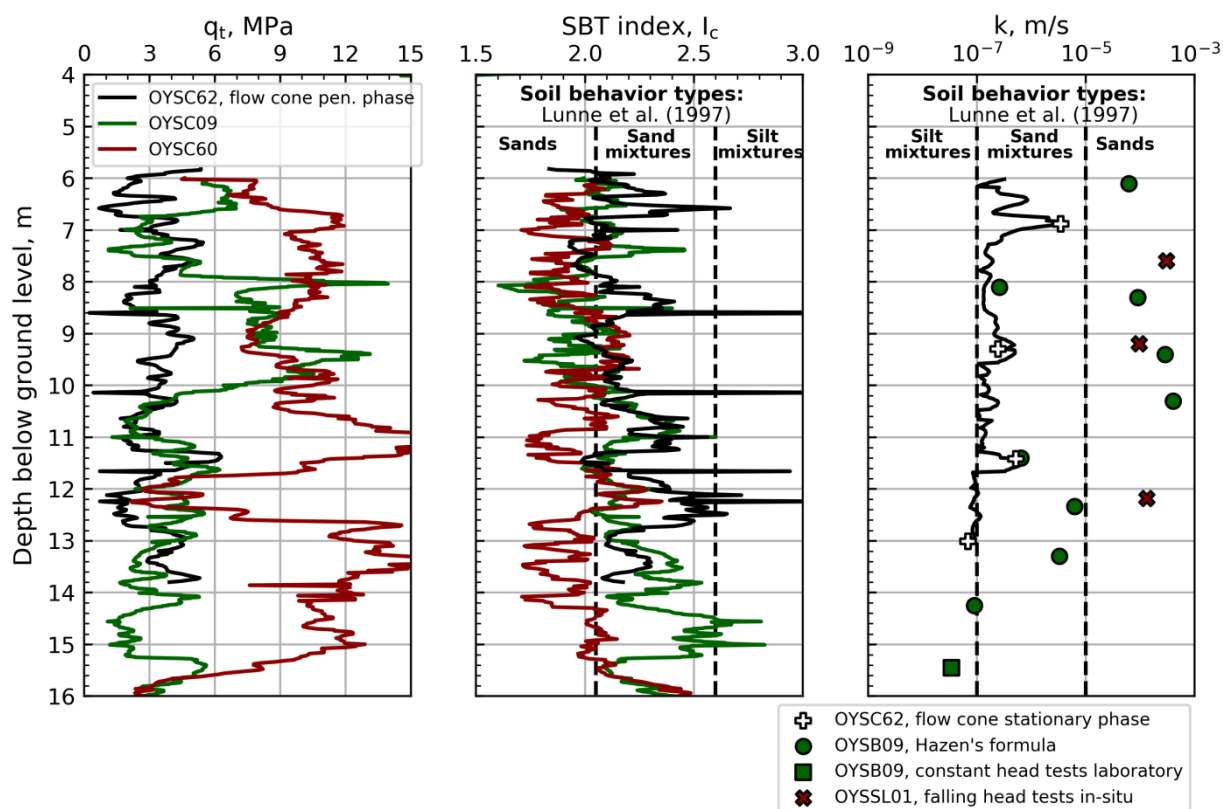 qt, MPa
0 3 6 9 12 15
SBT index, Ic
1.5 2.0 2.5 3.0
k, m/s
10⁻⁹ 10⁻⁷ 10⁻⁵ 10⁻³
Depth below ground level, m
4
5
6
7
8
9
10
11
12
13
14
15
16
OYSC62, flow cone pen. phase
OYSC09
OYSC60
Soil behavior types:
Lunne et al. (1997)
Sands
Sand
mixtures
Silt
mixtures
Soil behavior types:
Lunne et al. (1997)
Silt
mixtures
Sand
mixtures
Sands
OYSC62, flow cone stationary phase
OYSB09, Hazen's formula
OYSB09, constant head tests laboratory
OYSSL01, falling head tests in-situ